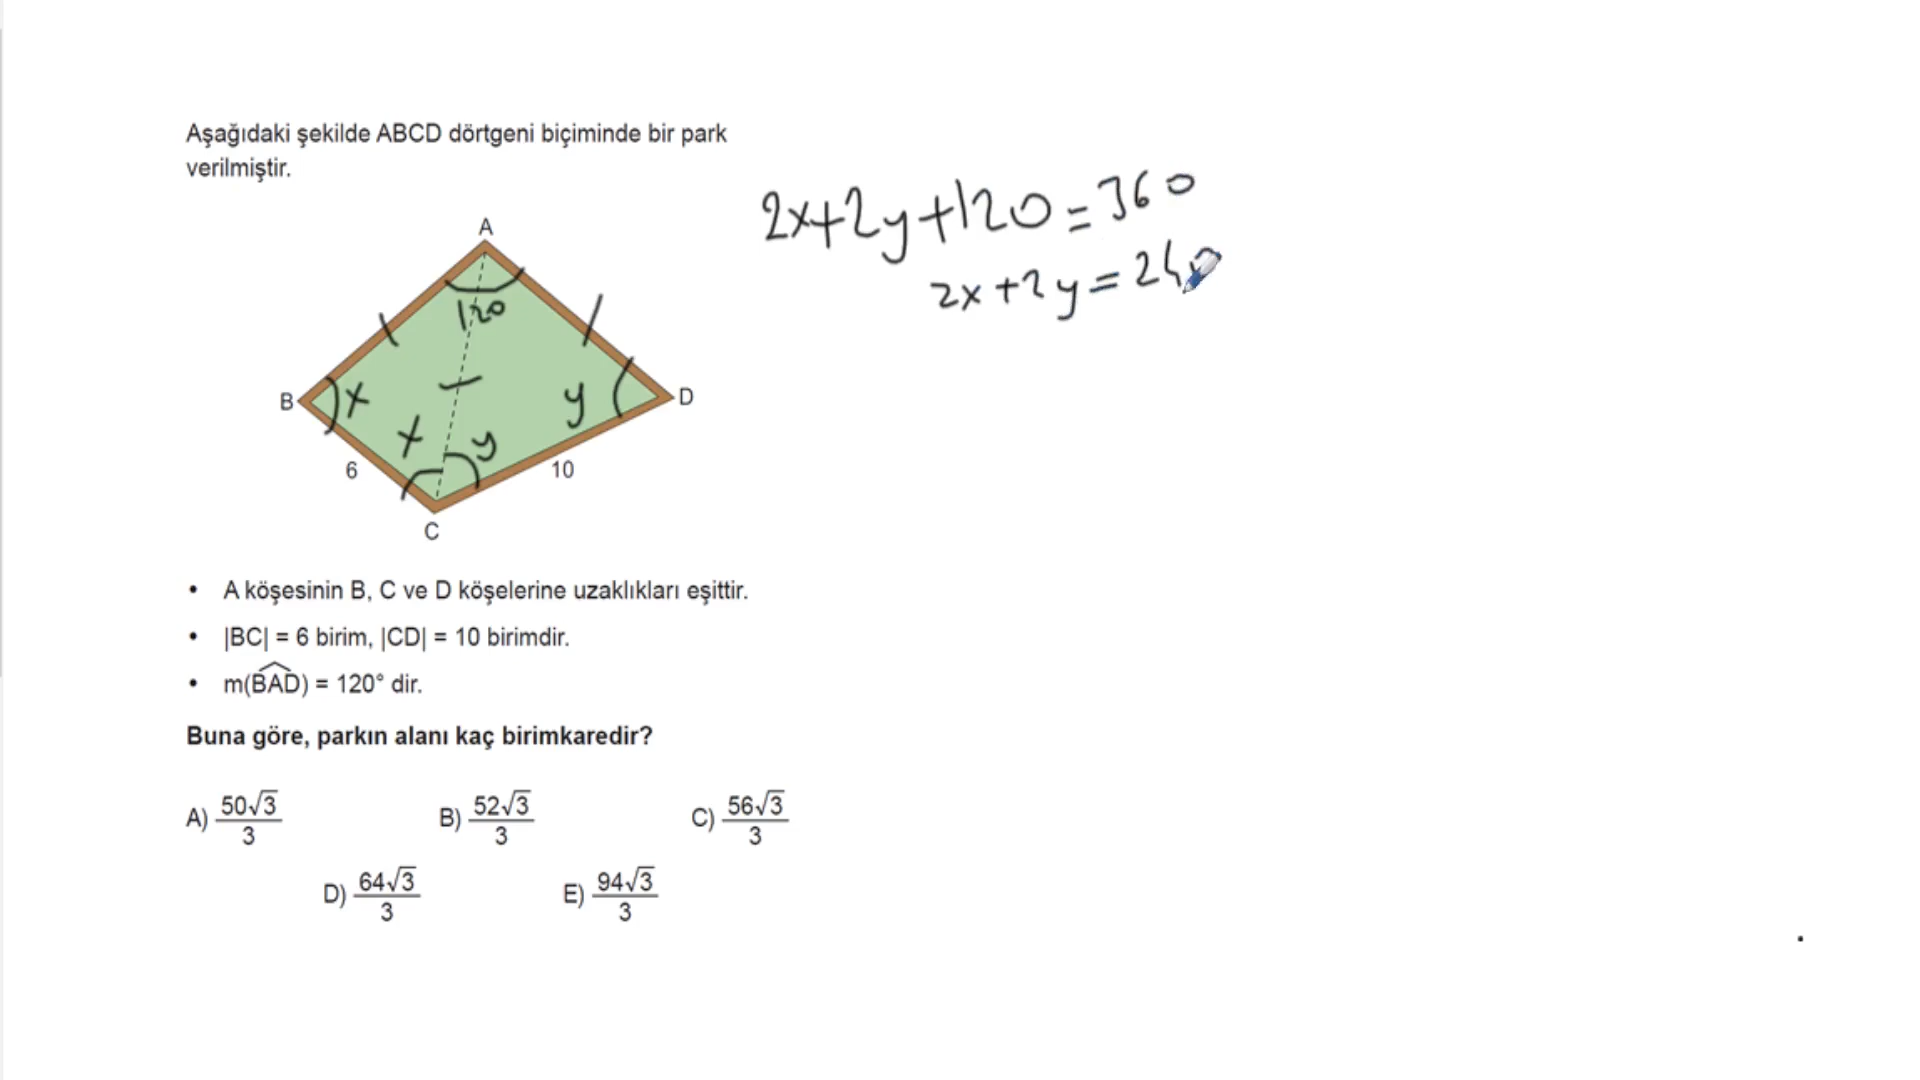 Aşağıdaki şekilde ABCD dörtgeni biçiminde bir park
verilmiştir.
2x+2y+120=360
2x+2y=24
A
120
B
x
x
y
y
D
6
10
C
• A köşesinin B, C ve D köşelerine uzaklıkları eşittir.
• |BC| = 6 birim, |CD| = 10 birimdir.
• m(BAD) = 120° dir.
Buna göre, parkın alanı kaç birimkaredir?
A) 50√3/3 B) 52√3/3 C) 56√3/3
D) 64√3/3 E) 94√3/3